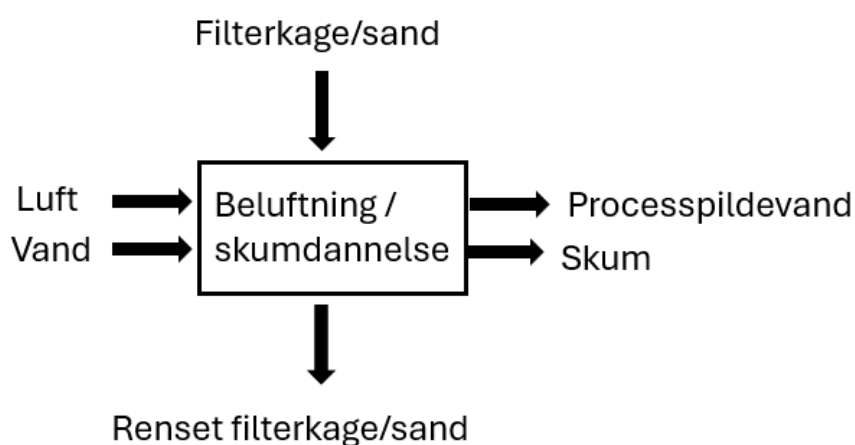 Filterkage/sand
Luft
Vand
Beluftning /
skumdannelse
Processpildevand
Skum
Renset filterkage/sand